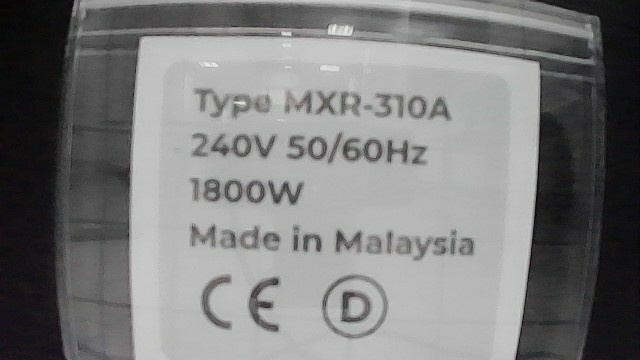 Type MXR-310A
240V 50/60Hz
1800W
Made in Malaysia
CE D